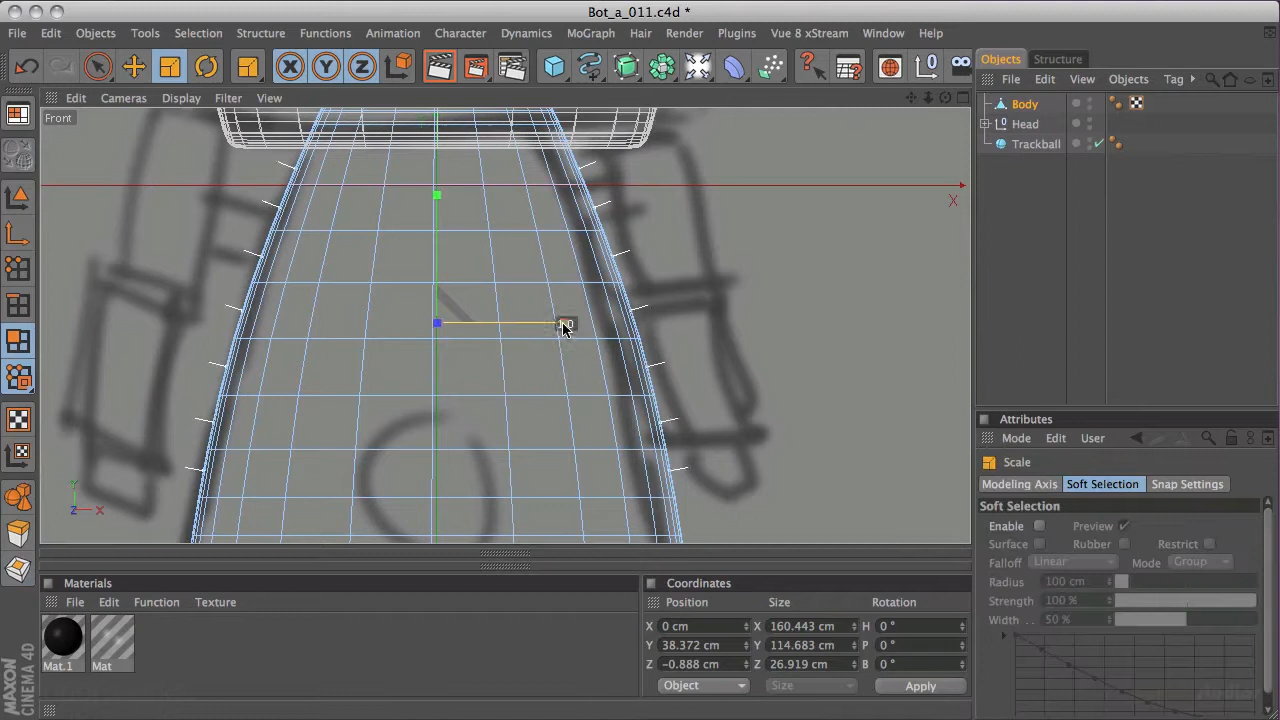 Bot_a_011.c4d *
File Edit Objects Tools Selection Structure Functions Animation Character Dynamics MoGraph Hair Render Plugins Vue 8 xStream Window Help
X Y Z
Objects Structure
Edit Cameras Display Filter View
File Edit View Objects Tag
Front
Body
Head
Trackball
X
1.0
Y
Z X
Attributes
Mode Edit User
Scale
Modeling Axis Soft Selection Snap Settings
Soft Selection
Enable Preview
Surface Rubber Restrict
Falloff Linear Mode Group
Radius 100 cm
Strength 100 %
Width . . 50 %
Materials
File Edit Function Texture
Mat.1 Mat
Coordinates
Position Size Rotation
X 0 cm X 160.443 cm H 0 °
Y 38.372 cm Y 114.683 cm P 0 °
Z −0.888 cm Z 26.919 cm B 0 °
Object Size Apply
MAXON
CINEMA 4D